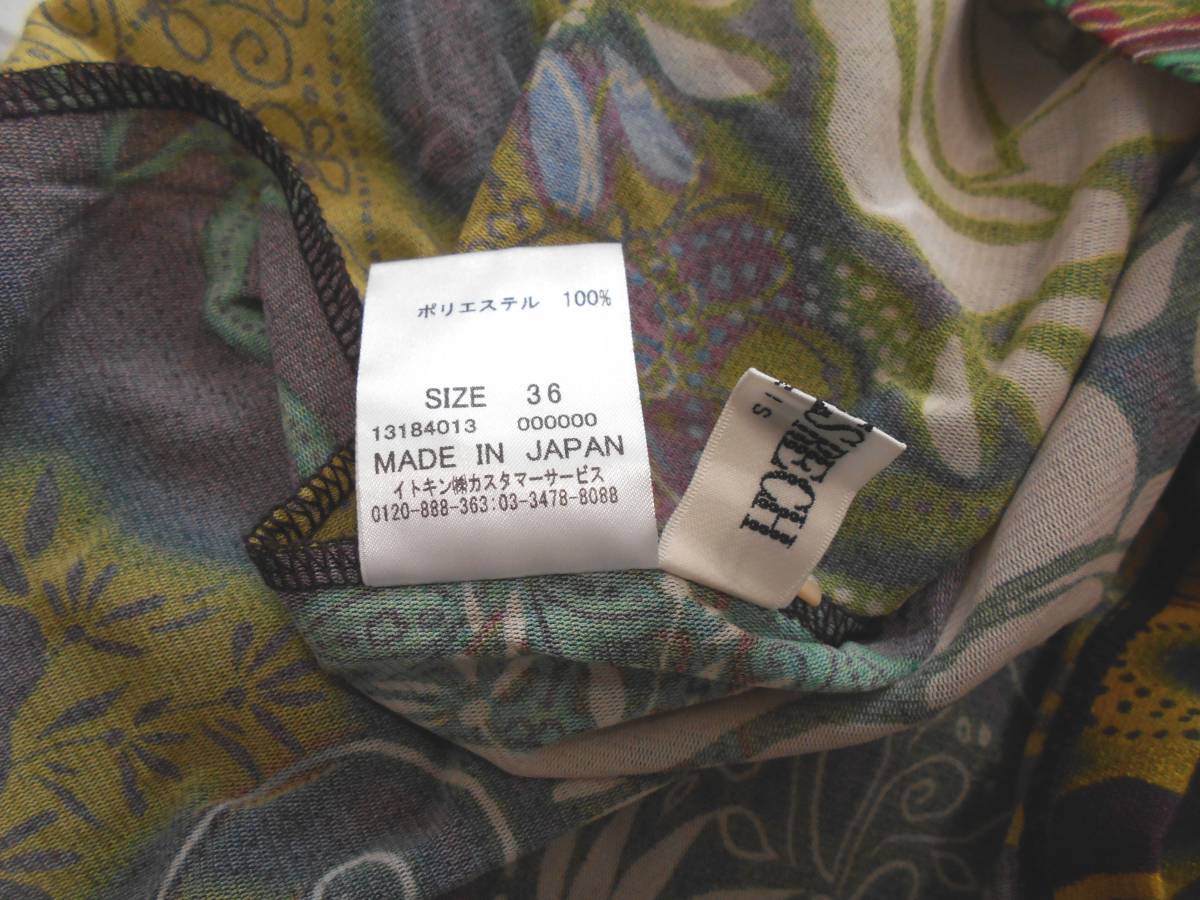 ポリエステル 100%
SIZE 36
13184013 000000
MADE IN JAPAN
イトキン㈱カスタマーサービス
0120-888-363:03-3478-8088